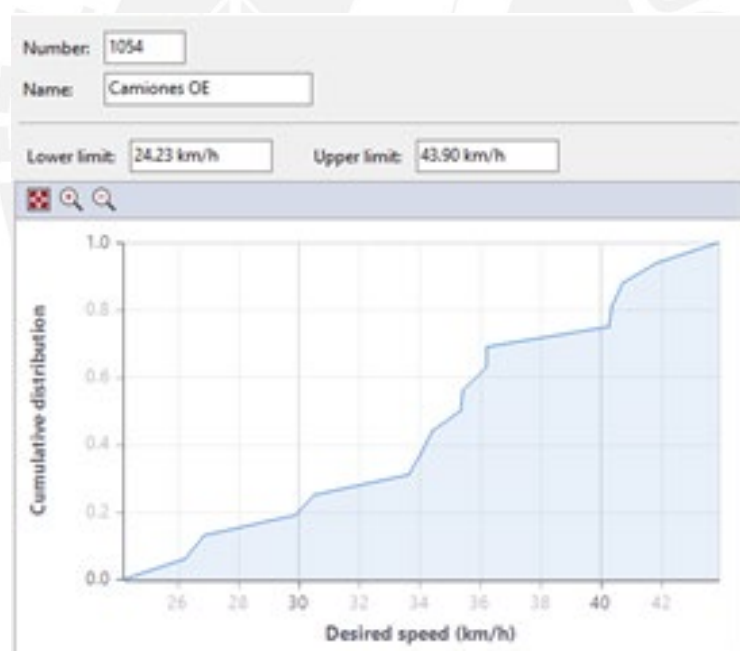 Number: 1054
Name: Camiones OE
Lower limit: 24.23 km/h Upper limit: 43.90 km/h
1.0
0.8
0.6
0.4
0.2
0.0
Cumulative distribution
26 28 30 32 34 36 38 40 42
Desired speed (km/h)